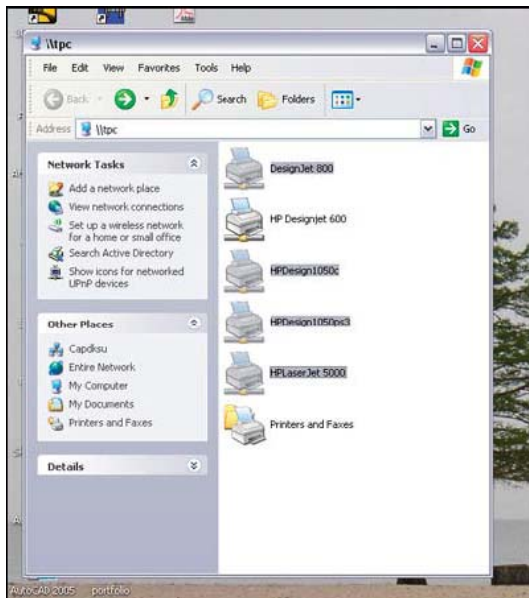 \\tpc
File Edit View Favorites Tools Help
Back Search Folders
Address \\tpc Go
Network Tasks
Add a network place
View network connections
Set up a wireless network
for a home or small office
Search Active Directory
Show icons for networked
UPnP devices
Other Places
Capdksu
Entire Network
My Computer
My Documents
Printers and Faxes
Details
DesignJet 800
HP Designjet 600
HPDesign1050c
HPDesign1050ps3
HPLaserJet 5000
Printers and Faxes
AutoCAD 2005 portfolio